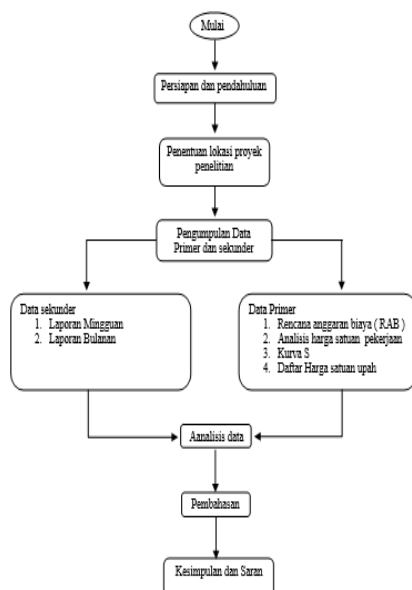 Mulai
Persiapan dan pendahuluan
Penentuan lokasi proyek
penelitian
Pengumpulan Data
Primer dan sekunder
Data sekunder
1. Laporan Mingguan
2. Laporan Bulanan
Data Primer
1. Rencana anggaran biaya ( RAB )
2. Analisis harga satuan pekerjaan
3. Kurva S
4. Daftar Harga satuan upah
Aanalisis data
Pembahasan
Kesimpulan dan Saran